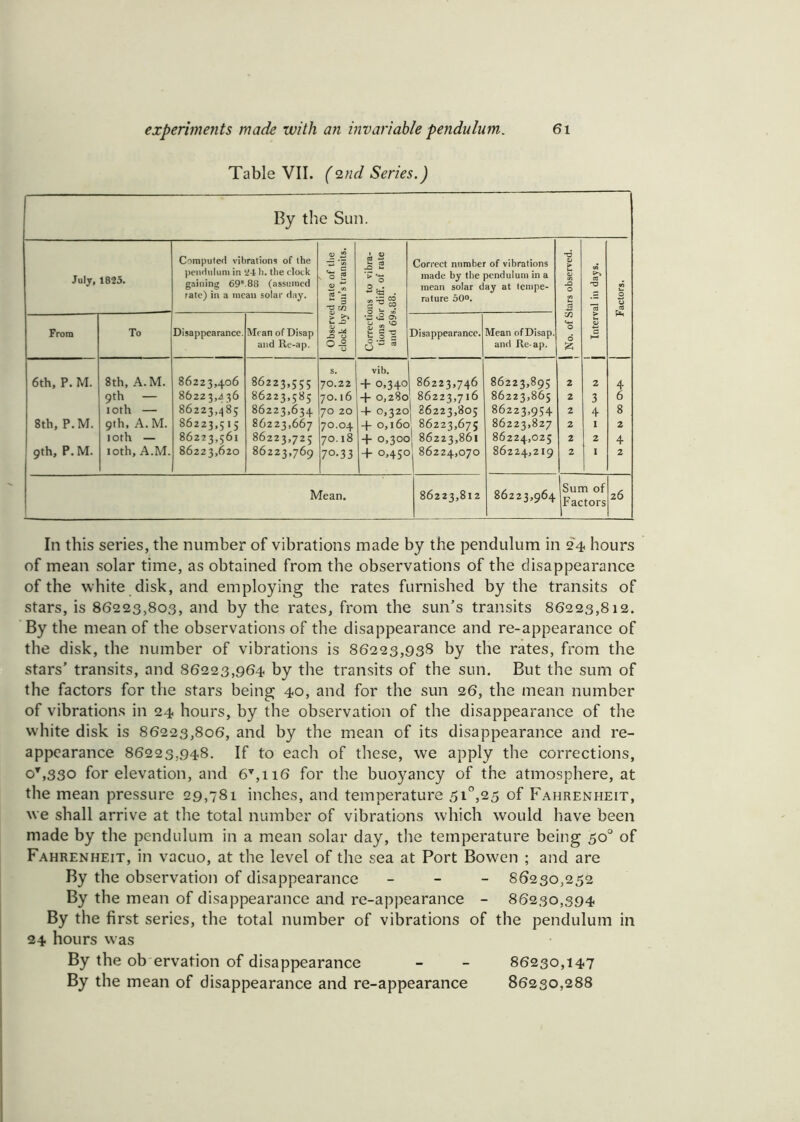 experiments made with an invariable pendulum. 61
Table VII. (2nd Series.)
By the Sun.
July, 1825.
Computed vibrations of the pendulum in 24 h. the clock gaining 69s.88 (assumed rate) in a mean solar day.
Observed rate of the clock by Sun's transits.
Corrections to vibrations for diff. of rate and 69s.88.
Correct number of vibrations made by the pendulum in a mean solar day at temperature 50º.
No. of Stars observed.
Interval in days.
Factors.
From To Disappearance. Mean of Disap and Re-ap. Disappearance. Mean of Disap. and Re-ap.
s. vib.
6th, P. M. 8th, A.M. 86223,406 86223,555 70.22 + 0,340 86223,746 86223,895 2 2 4
9th — 86223,436 86223,585 70.16 + 0,280 86223,716 86223,865 2 3 6
10th — 86223,485 86223,634 70 20 + 0,320 86223,805 86223,954 2 4 8
8th, P.M. 9th, A.M. 86223,515 86223,667 70.04 + 0,160 86223,675 86223,827 2 1 2
10th — 86223,561 86223,725 70.18 + 0,300 86223,861 86224,025 2 2 4
9th, P.M. 10th, A.M. 86223,620 86223,769 70.33 + 0,450 86224,070 86224,219 2 1 2
Mean. 86223,812 86223,964 Sum of Factors 26
In this series, the number of vibrations made by the pendulum in 24 hours
of mean solar time, as obtained from the observations of the disappearance
of the white disk, and employing the rates furnished by the transits of
stars, is 86223,803, and by the rates, from the sun's transits 86223,812.
By the mean of the observations of the disappearance and re-appearance of
the disk, the number of vibrations is 86223,938 by the rates, from the
stars' transits, and 86223,964 by the transits of the sun. But the sum of
the factors for the stars being 40, and for the sun 26, the mean number
of vibrations in 24 hours, by the observation of the disappearance of the
white disk is 86223,806, and by the mean of its disappearance and re-
appearance 86223,948. If to each of these, we apply the corrections,
0ᵛ,330 for elevation, and 6ᵛ,116 for the buoyancy of the atmosphere, at
the mean pressure 29,781 inches, and temperature 51°,25 of Fahrenheit,
we shall arrive at the total number of vibrations which would have been
made by the pendulum in a mean solar day, the temperature being 50° of
Fahrenheit, in vacuo, at the level of the sea at Port Bowen ; and are
By the observation of disappearance - - - 86230,252
By the mean of disappearance and re-appearance - 86230,394
By the first series, the total number of vibrations of the pendulum in
24 hours was
By the ob ervation of disappearance - - 86230,147
By the mean of disappearance and re-appearance 86230,288